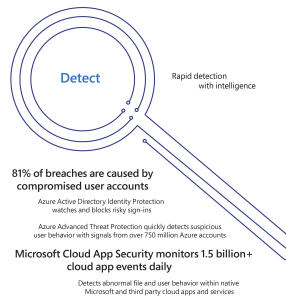 Detect
Rapid detection
with intelligence
81% of breaches are caused by
compromised user accounts
Azure Active Directory Identity Protection
watches and blocks risky sign-ins
Azure Advanced Threat Protection quickly detects suspicious
user behavior with signals from over 750 million Azure accounts
Microsoft Cloud App Security monitors 1.5 billion+
cloud app events daily
Detects abnormal file and user behavior within native
Microsoft and third party cloud apps and services